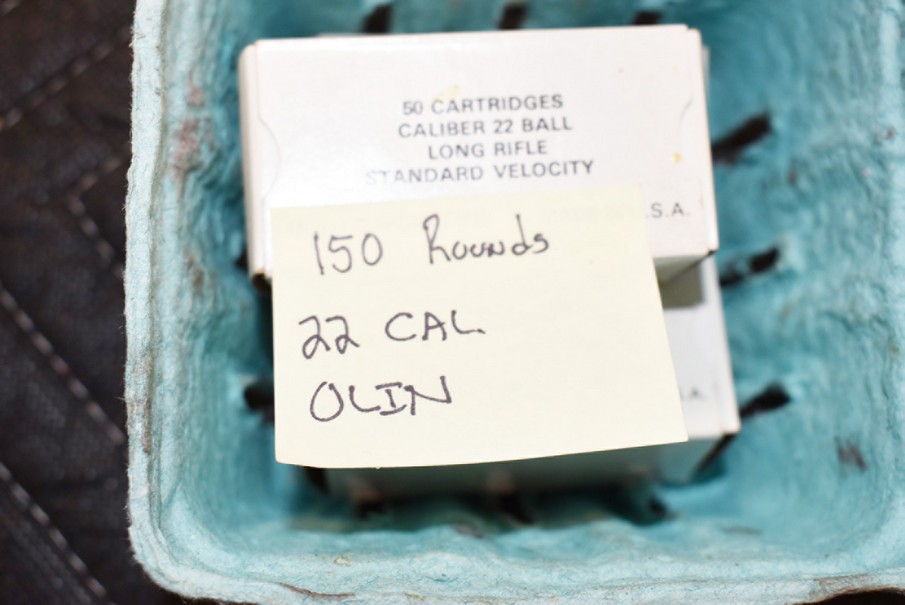 50 CARTRIDGES
CALIBER 22 BALL
LONG RIFLE
STANDARD VELOCITY
.S.A.
150 Rounds
22 CAL
OLIN
A.